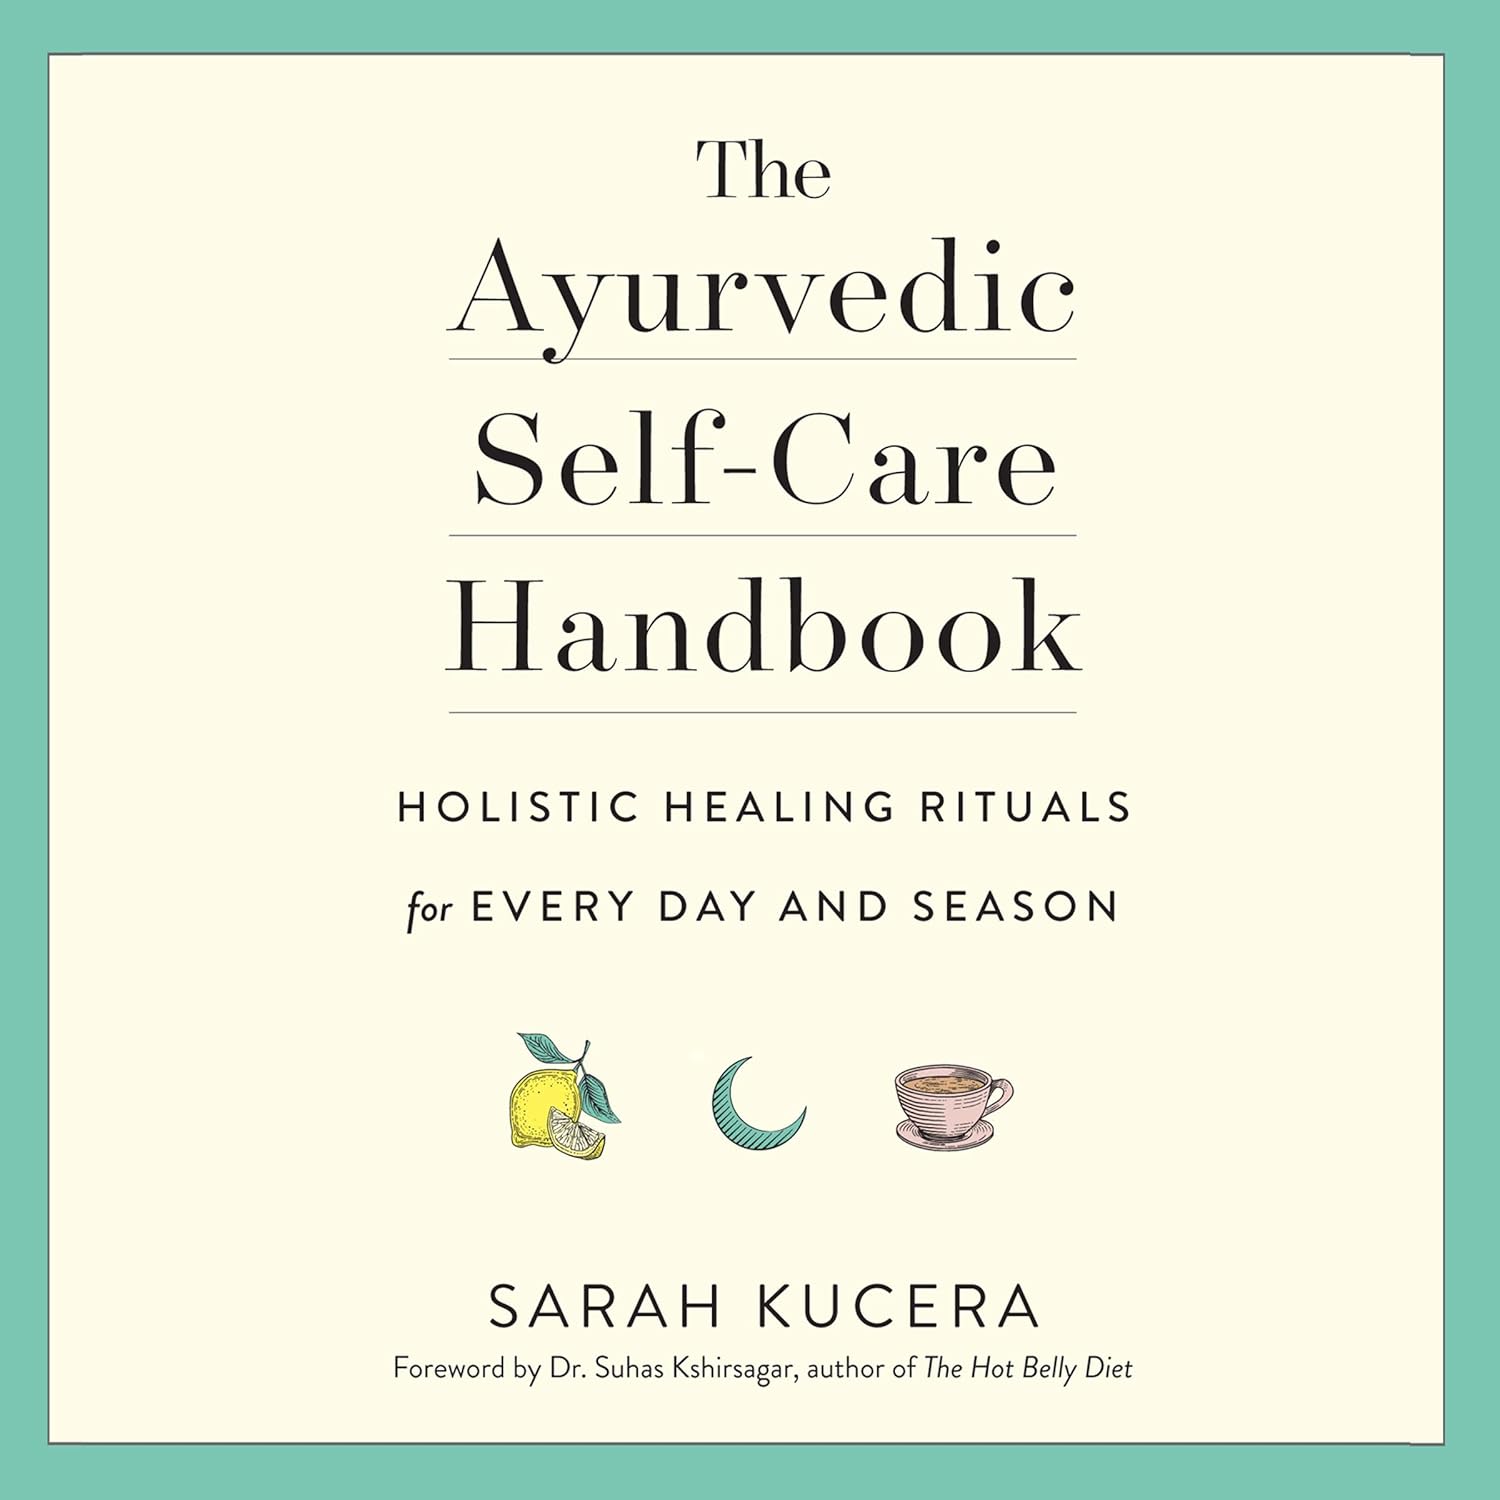 The
Ayurvedic
Self-Care
Handbook
HOLISTIC HEALING RITUALS
for EVERY DAY AND SEASON
SARAH KUCERA
Foreword by Dr. Suhas Kshirsagar, author of The Hot Belly Diet